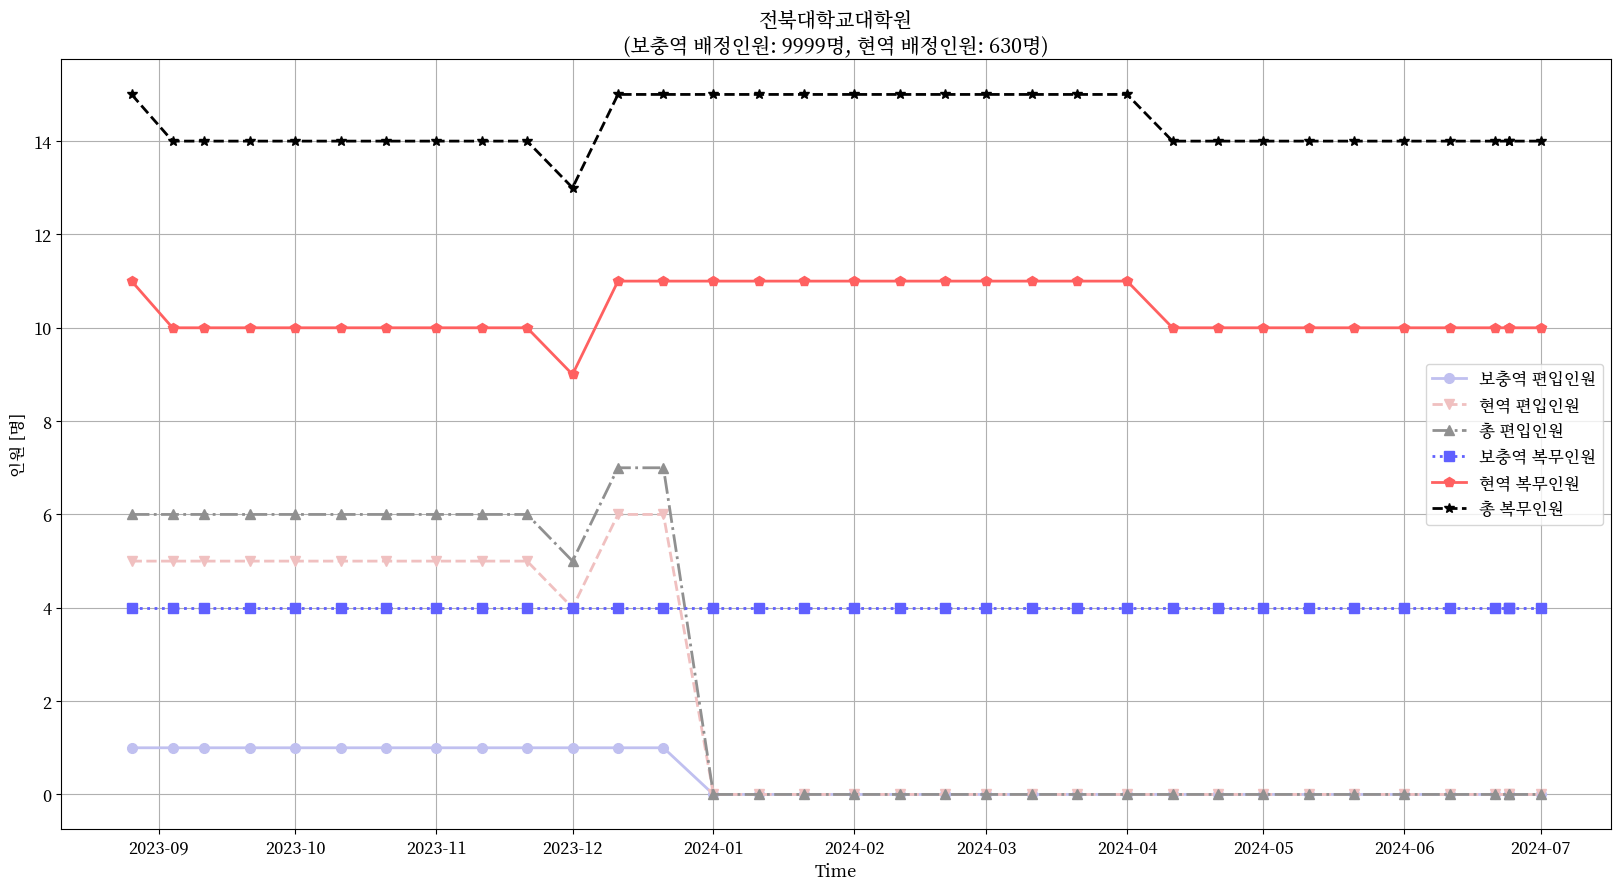 전북대학교대학원
(보충역 배정인원: 9999명, 현역 배정인원: 630명)
인원 [명]
14
12
10
8
6
4
2
0
보충역 편입인원
현역 편입인원
총 편입인원
보충역 복무인원
현역 복무인원
총 복무인원
2023-09
2023-10
2023-11
2023-12
2024-01
2024-02
2024-03
2024-04
2024-05
2024-06
2024-07
Time